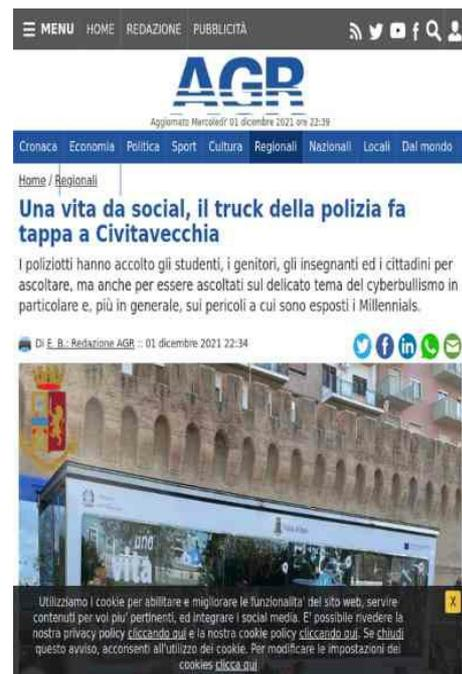 MENU HOME REDAZIONE PUBBLICITÀ
AGR
Aggiornato Mercoledi' 01 dicembre 2021 ore 22:39
Cronaca Economia Politica Sport Cultura Regionali Nazionali Locali Dal mondo
Home / Regionali
Una vita da social, il truck della polizia fa
tappa a Civitavecchia
I poliziotti hanno accolto gli studenti, i genitori, gli insegnanti ed i cittadini per
ascoltare, ma anche per essere ascoltati sul delicato tema del cyberbullismo in
particolare e, più in generale, sui pericoli a cui sono esposti i Millennials.
Di E. B.: Redazione AGR :: 01 dicembre 2021 22:34
una
vita
Utilizziamo i cookie per abilitare e migliorare le funzionalita' del sito web, servire
contenuti per voi piu' pertinenti, ed integrare i social media. E' possibile rivedere la
nostra privacy policy cliccando qui e la nostra cookie policy cliccando qui. Se chiudi
questo avviso, acconsenti all'utilizzo dei cookie. Per modificare le impostazioni dei
cookies clicca qui
X